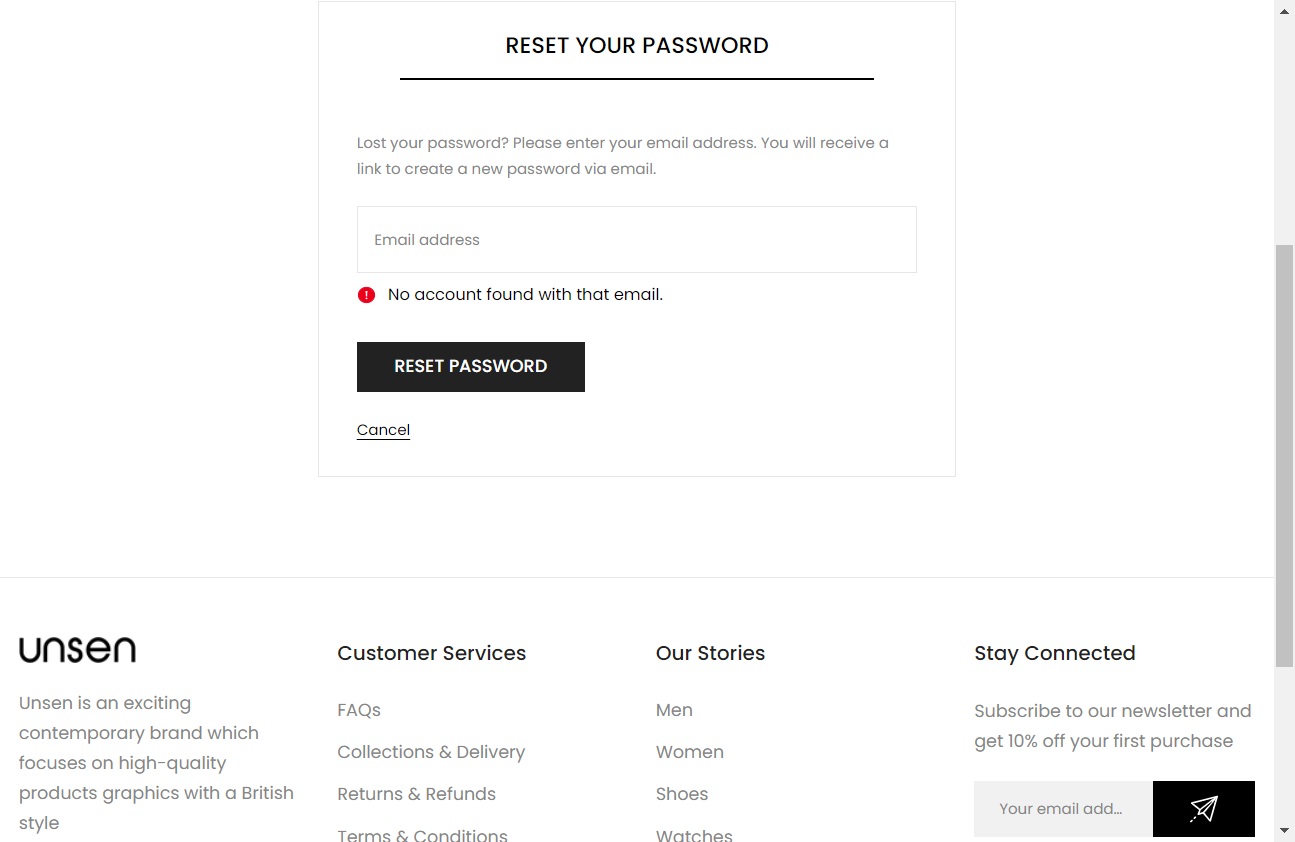 RESET YOUR PASSWORD
Lost your password? Please enter your email address. You will receive a
link to create a new password via email.
Email address
No account found with that email.
RESET PASSWORD
Cancel
unsen
Unsen is an exciting
contemporary brand which
focuses on high-quality
products graphics with a British
style
Customer Services
FAQs
Collections & Delivery
Returns & Refunds
Terms & Conditions
Our Stories
Men
Women
Shoes
Watches
Stay Connected
Subscribe to our newsletter and
get 10% off your first purchase
Your email add...